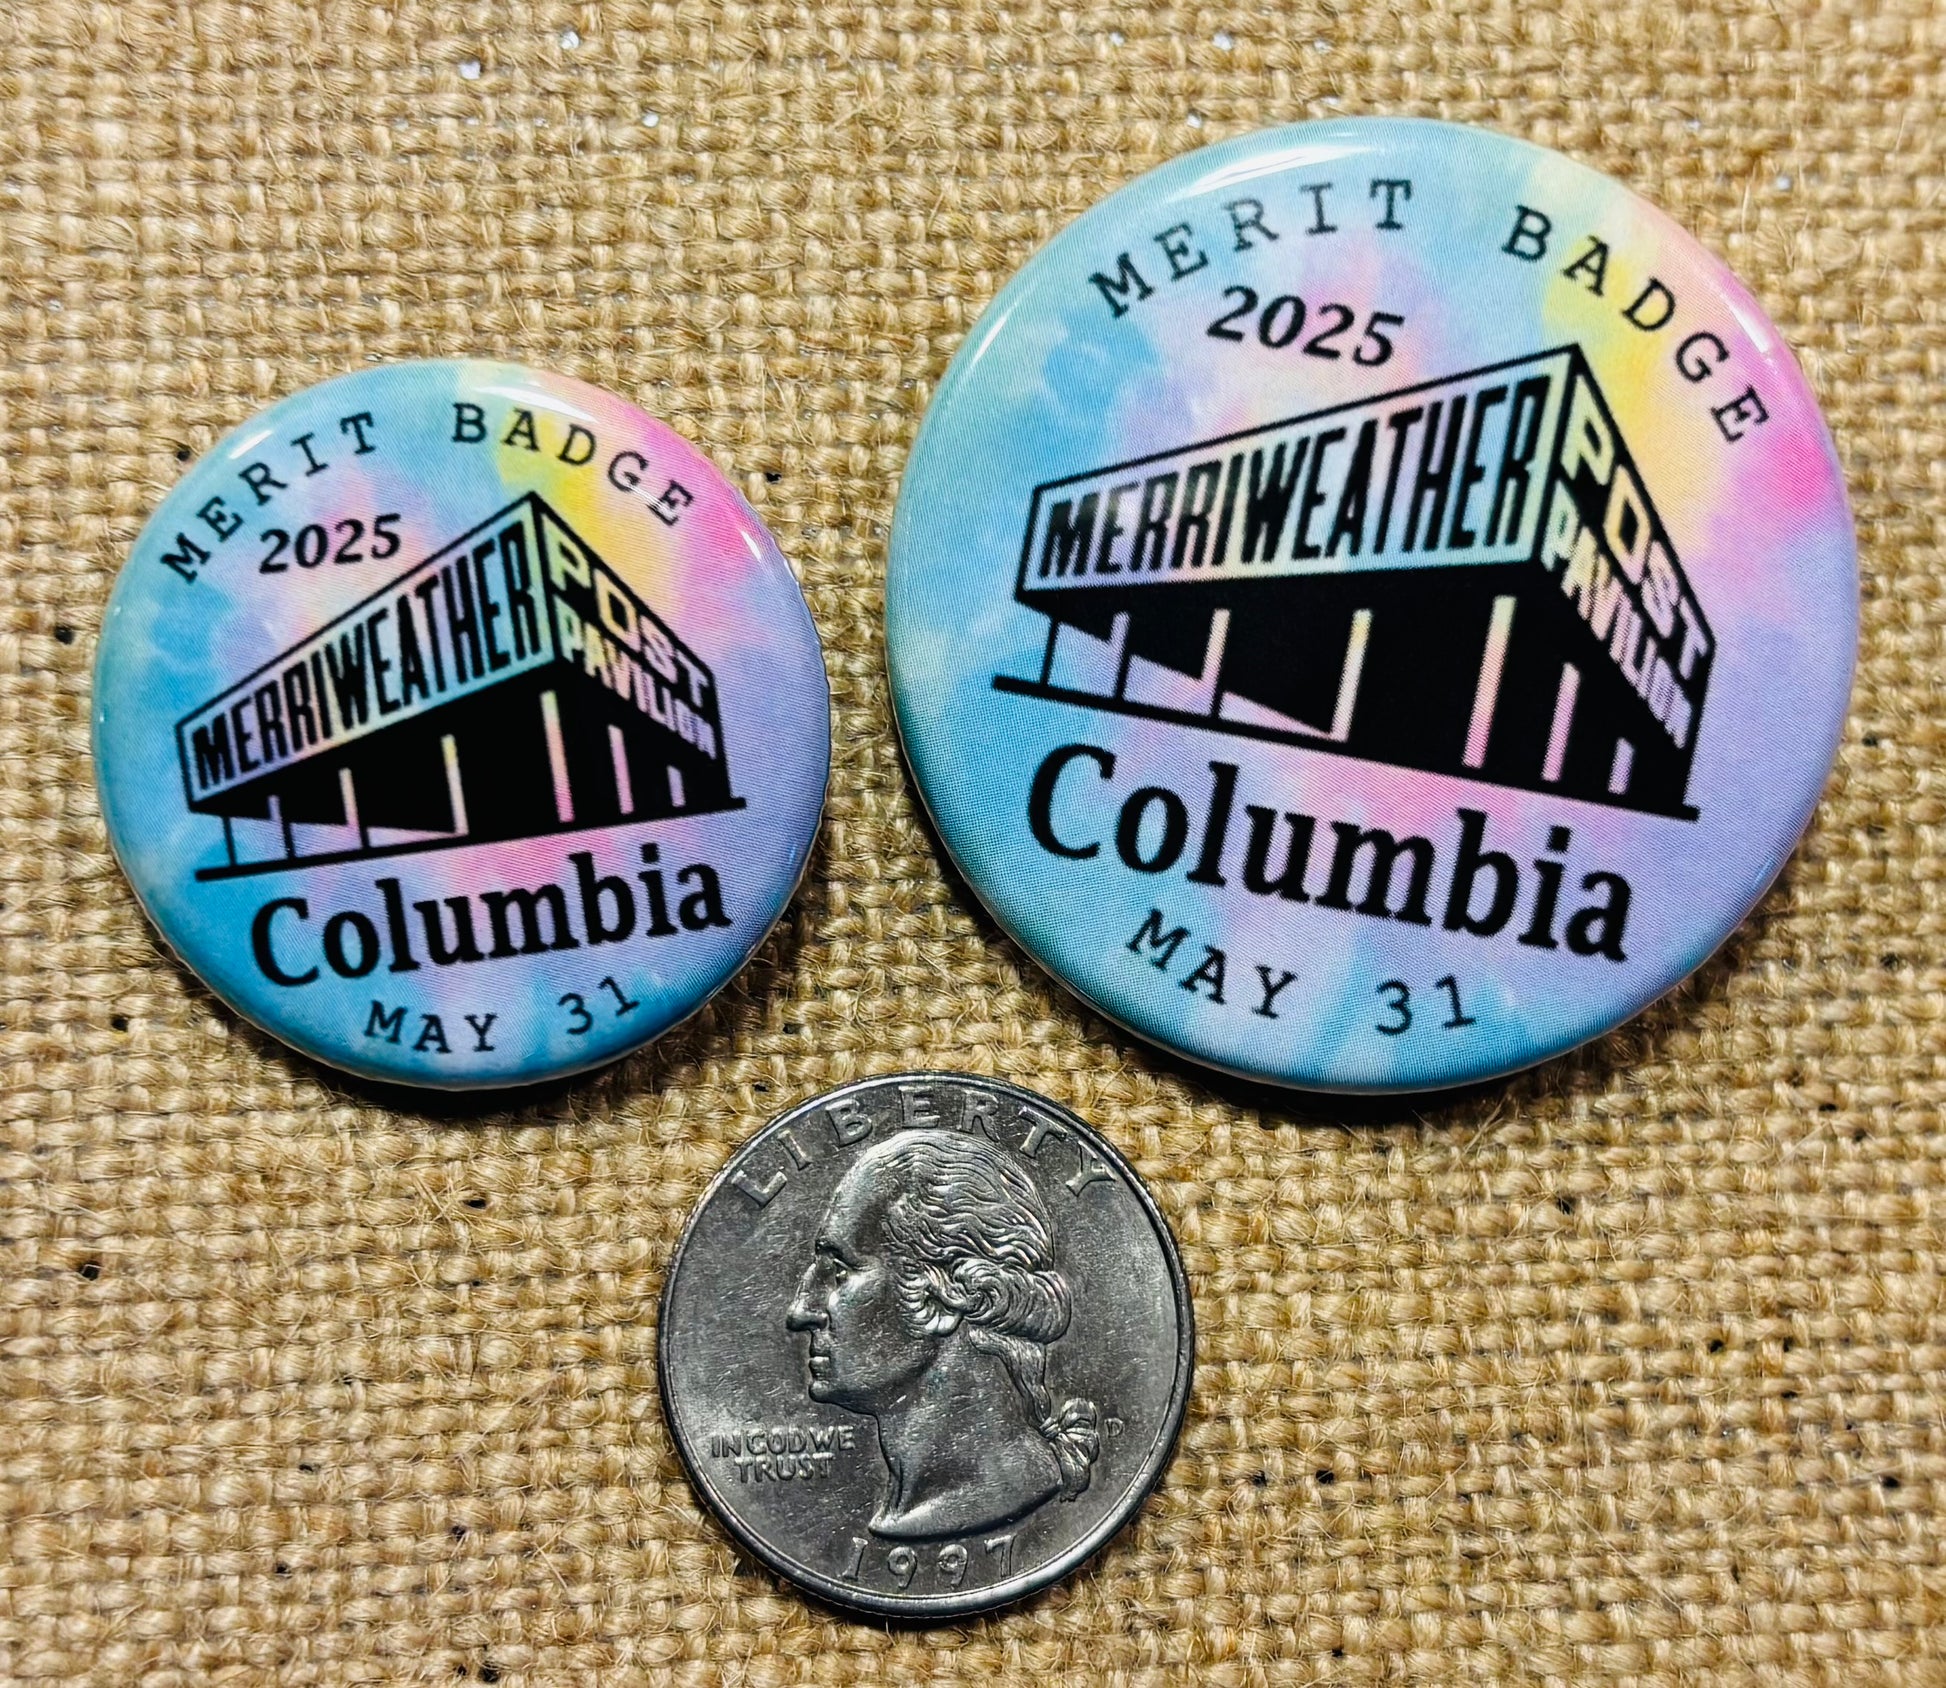 MERIT BADGE
2025
MERRIWEATHER
POST
PAVILION
Columbia
MAY 31
MERIT BADGE
2025
MERRIWEATHER
POST
PAVILION
Columbia
MAY 31
LIBERTY
IN GOD WE
TRUST
D
1997